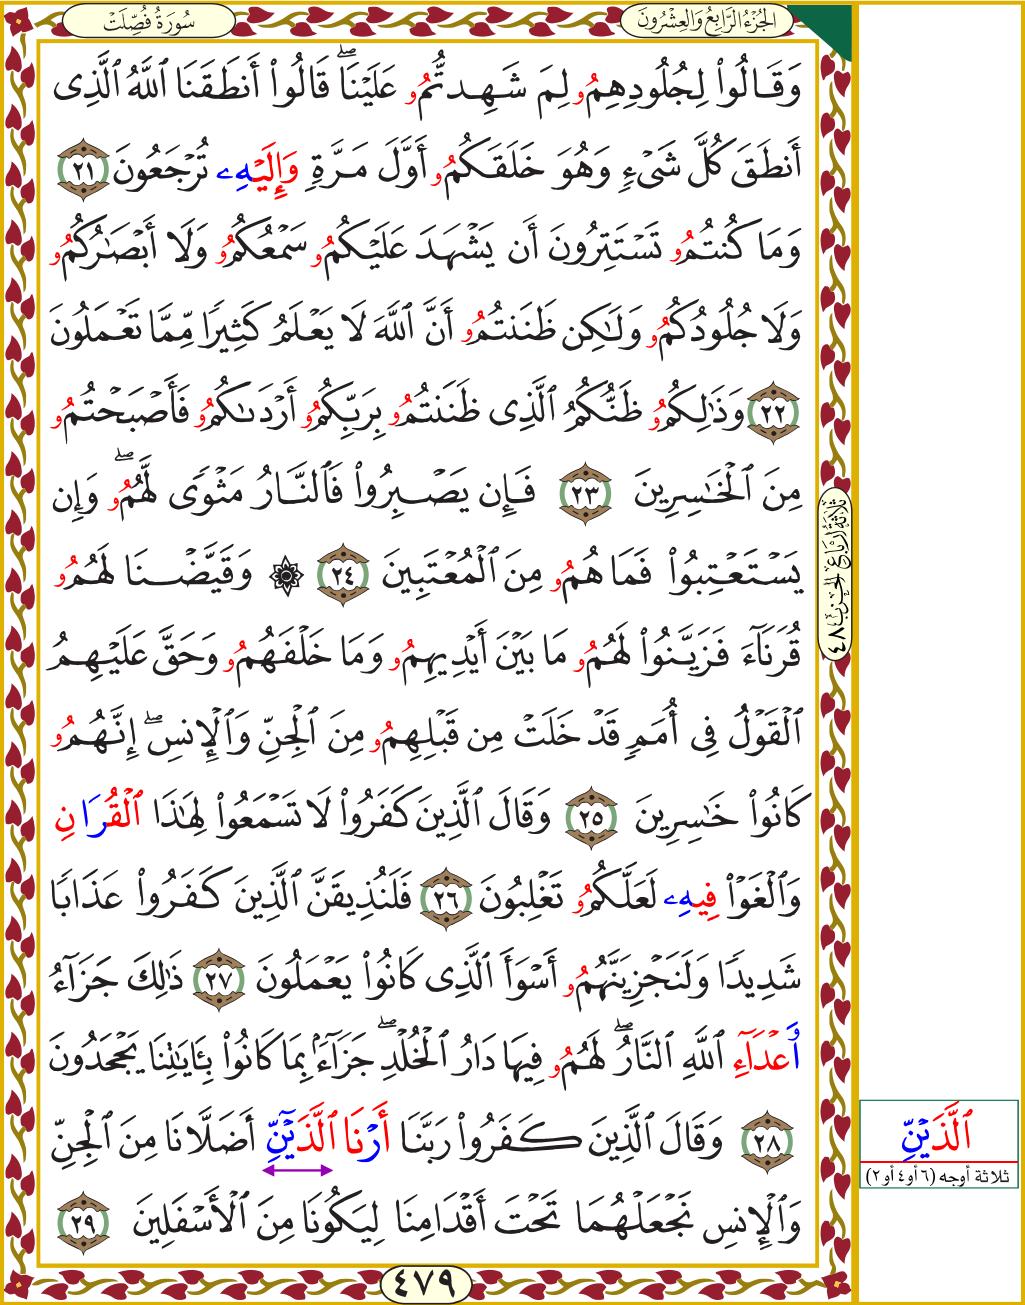 سُورَةُ فُصِّلَتْ
الجُزْءُ الرَّابِعُ وَالعِشْرُونَ
وَقَالُوا۟ لِجُلُودِهِمُۥ لِمَ شَهِدتُّمُۥ عَلَيْنَاۖ قَالُوٓا۟ أَنطَقَنَا ٱللَّهُ ٱلَّذِى
أَنطَقَ كُلَّ شَىْءٍ وَهُوَ خَلَقَكُمُۥ أَوَّلَ مَرَّةٍ وَإِلَيْهِۦ تُرْجَعُونَ ٢١
وَمَا كُنتُمُۥ تَسْتَتِرُونَ أَن يَشْهَدَ عَلَيْكُمُۥ سَمْعُكُمُۥ وَلَا أَبْصَٰرُكُمُۥ
وَلَا جُلُودُكُمُۥ وَلَٰكِن ظَنَنتُمُۥ أَنَّ ٱللَّهَ لَا يَعْلَمُ كَثِيرًا مِّمَّا تَعْمَلُونَ
٢٢ وَذَٰلِكُمُۥ ظَنُّكُمُ ٱلَّذِى ظَنَنتُمُۥ بِرَبِّكُمُۥ أَرْدَىٰكُمُۥ فَأَصْبَحْتُمُۥ
مِنَ ٱلْخَٰسِرِينَ ٢٣ فَإِن يَصْبِرُوا۟ فَٱلنَّارُ مَثْوًى لَّهُمُۥۖ وَإِن
يَسْتَعْتِبُوا۟ فَمَا هُمُۥ مِنَ ٱلْمُعْتَبِينَ ٢٤ ۞ وَقَيَّضْنَا لَهُمُۥ
قُرَنَآءَ فَزَيَّنُوا۟ لَهُمُۥ مَا بَيْنَ أَيْدِيهِمُۥ وَمَا خَلْفَهُمُۥ وَحَقَّ عَلَيْهِمُ
ٱلْقَوْلُ فِى أُمَمٍ قَدْ خَلَتْ مِن قَبْلِهِمُۥ مِنَ ٱلْجِنِّ وَٱلْإِنسِۖ إِنَّهُمُۥ
كَانُوا۟ خَٰسِرِينَ ٢٥ وَقَالَ ٱلَّذِينَ كَفَرُوا۟ لَا تَسْمَعُوا۟ لِهَٰذَا ٱلْقُرَانِ
وَٱلْغَوْا۟ فِيهِۦ لَعَلَّكُمُۥ تَغْلِبُونَ ٢٦ فَلَنُذِيقَنَّ ٱلَّذِينَ كَفَرُوا۟ عَذَابًا
شَدِيدًا وَلَنَجْزِيَنَّهُمُۥ أَسْوَأَ ٱلَّذِى كَانُوا۟ يَعْمَلُونَ ٢٧ ذَٰلِكَ جَزَآءُ
أَعْدَآءِ ٱللَّهِ ٱلنَّارُۖ لَهُمُۥ فِيهَا دَارُ ٱلْخُلْدِۖ جَزَآءًۢ بِمَا كَانُوا۟ بِـَٔايَٰتِنَا يَجْحَدُونَ
٢٨ وَقَالَ ٱلَّذِينَ كَفَرُوا۟ رَبَّنَا أَرْنَا ٱلَّذَيْنِّ أَضَلَّانَا مِنَ ٱلْجِنِّ
وَٱلْإِنسِ نَجْعَلْهُمَا تَحْتَ أَقْدَامِنَا لِيَكُونَا مِنَ ٱلْأَسْفَلِينَ ٢٩
٤٧٩
ثَلَاثَةُ أَرْبَاعِ الحِزْبِ ٤٨
ٱلَّذَيْنِّ
ثلاثة أوجه (٦ أو ٤ أو ٢)